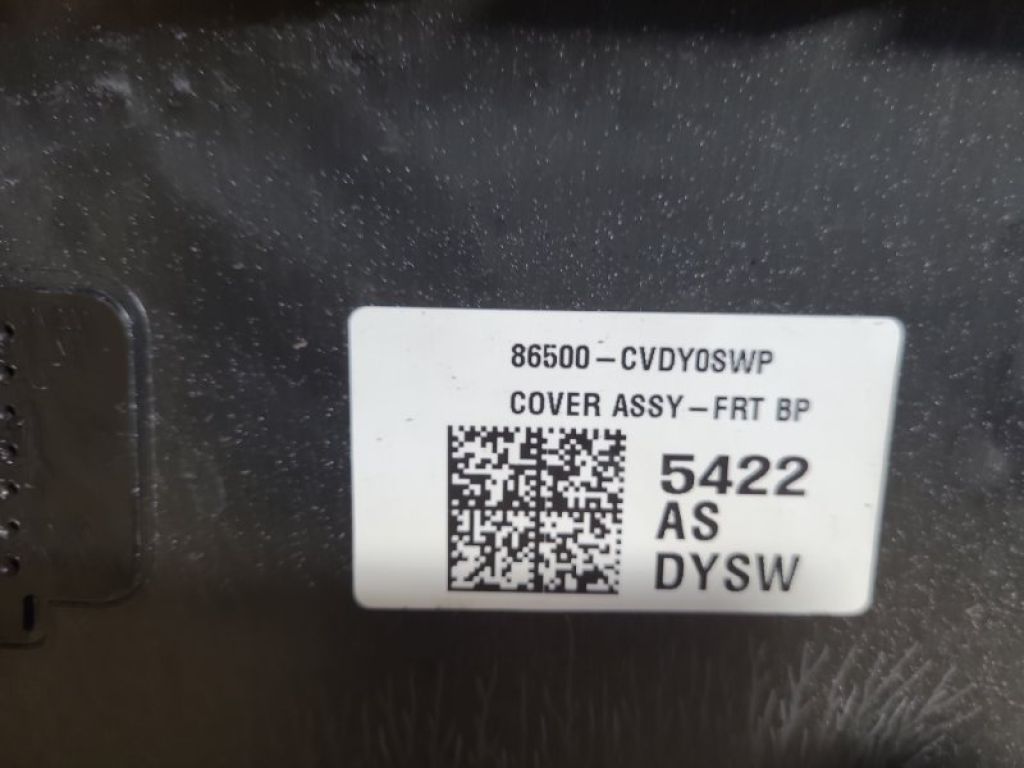 86500-CVDY0SWP
COVER ASSY-FRT BP
5422
AS
DYSW